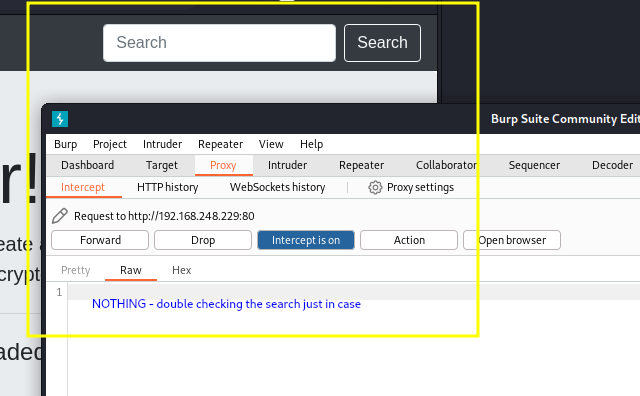 Search Search
Burp Suite Community Edit
Burp Project Intruder Repeater View Help
r!
Dashboard Target Proxy Intruder Repeater Collaborator Sequencer Decoder
Intercept HTTP history WebSockets history Proxy settings
Request to http://192.168.248.229:80
eate a
Forward Drop Intercept is on Action Open browser
crypt
Pretty Raw Hex
1
NOTHING - double checking the search just in case
aded